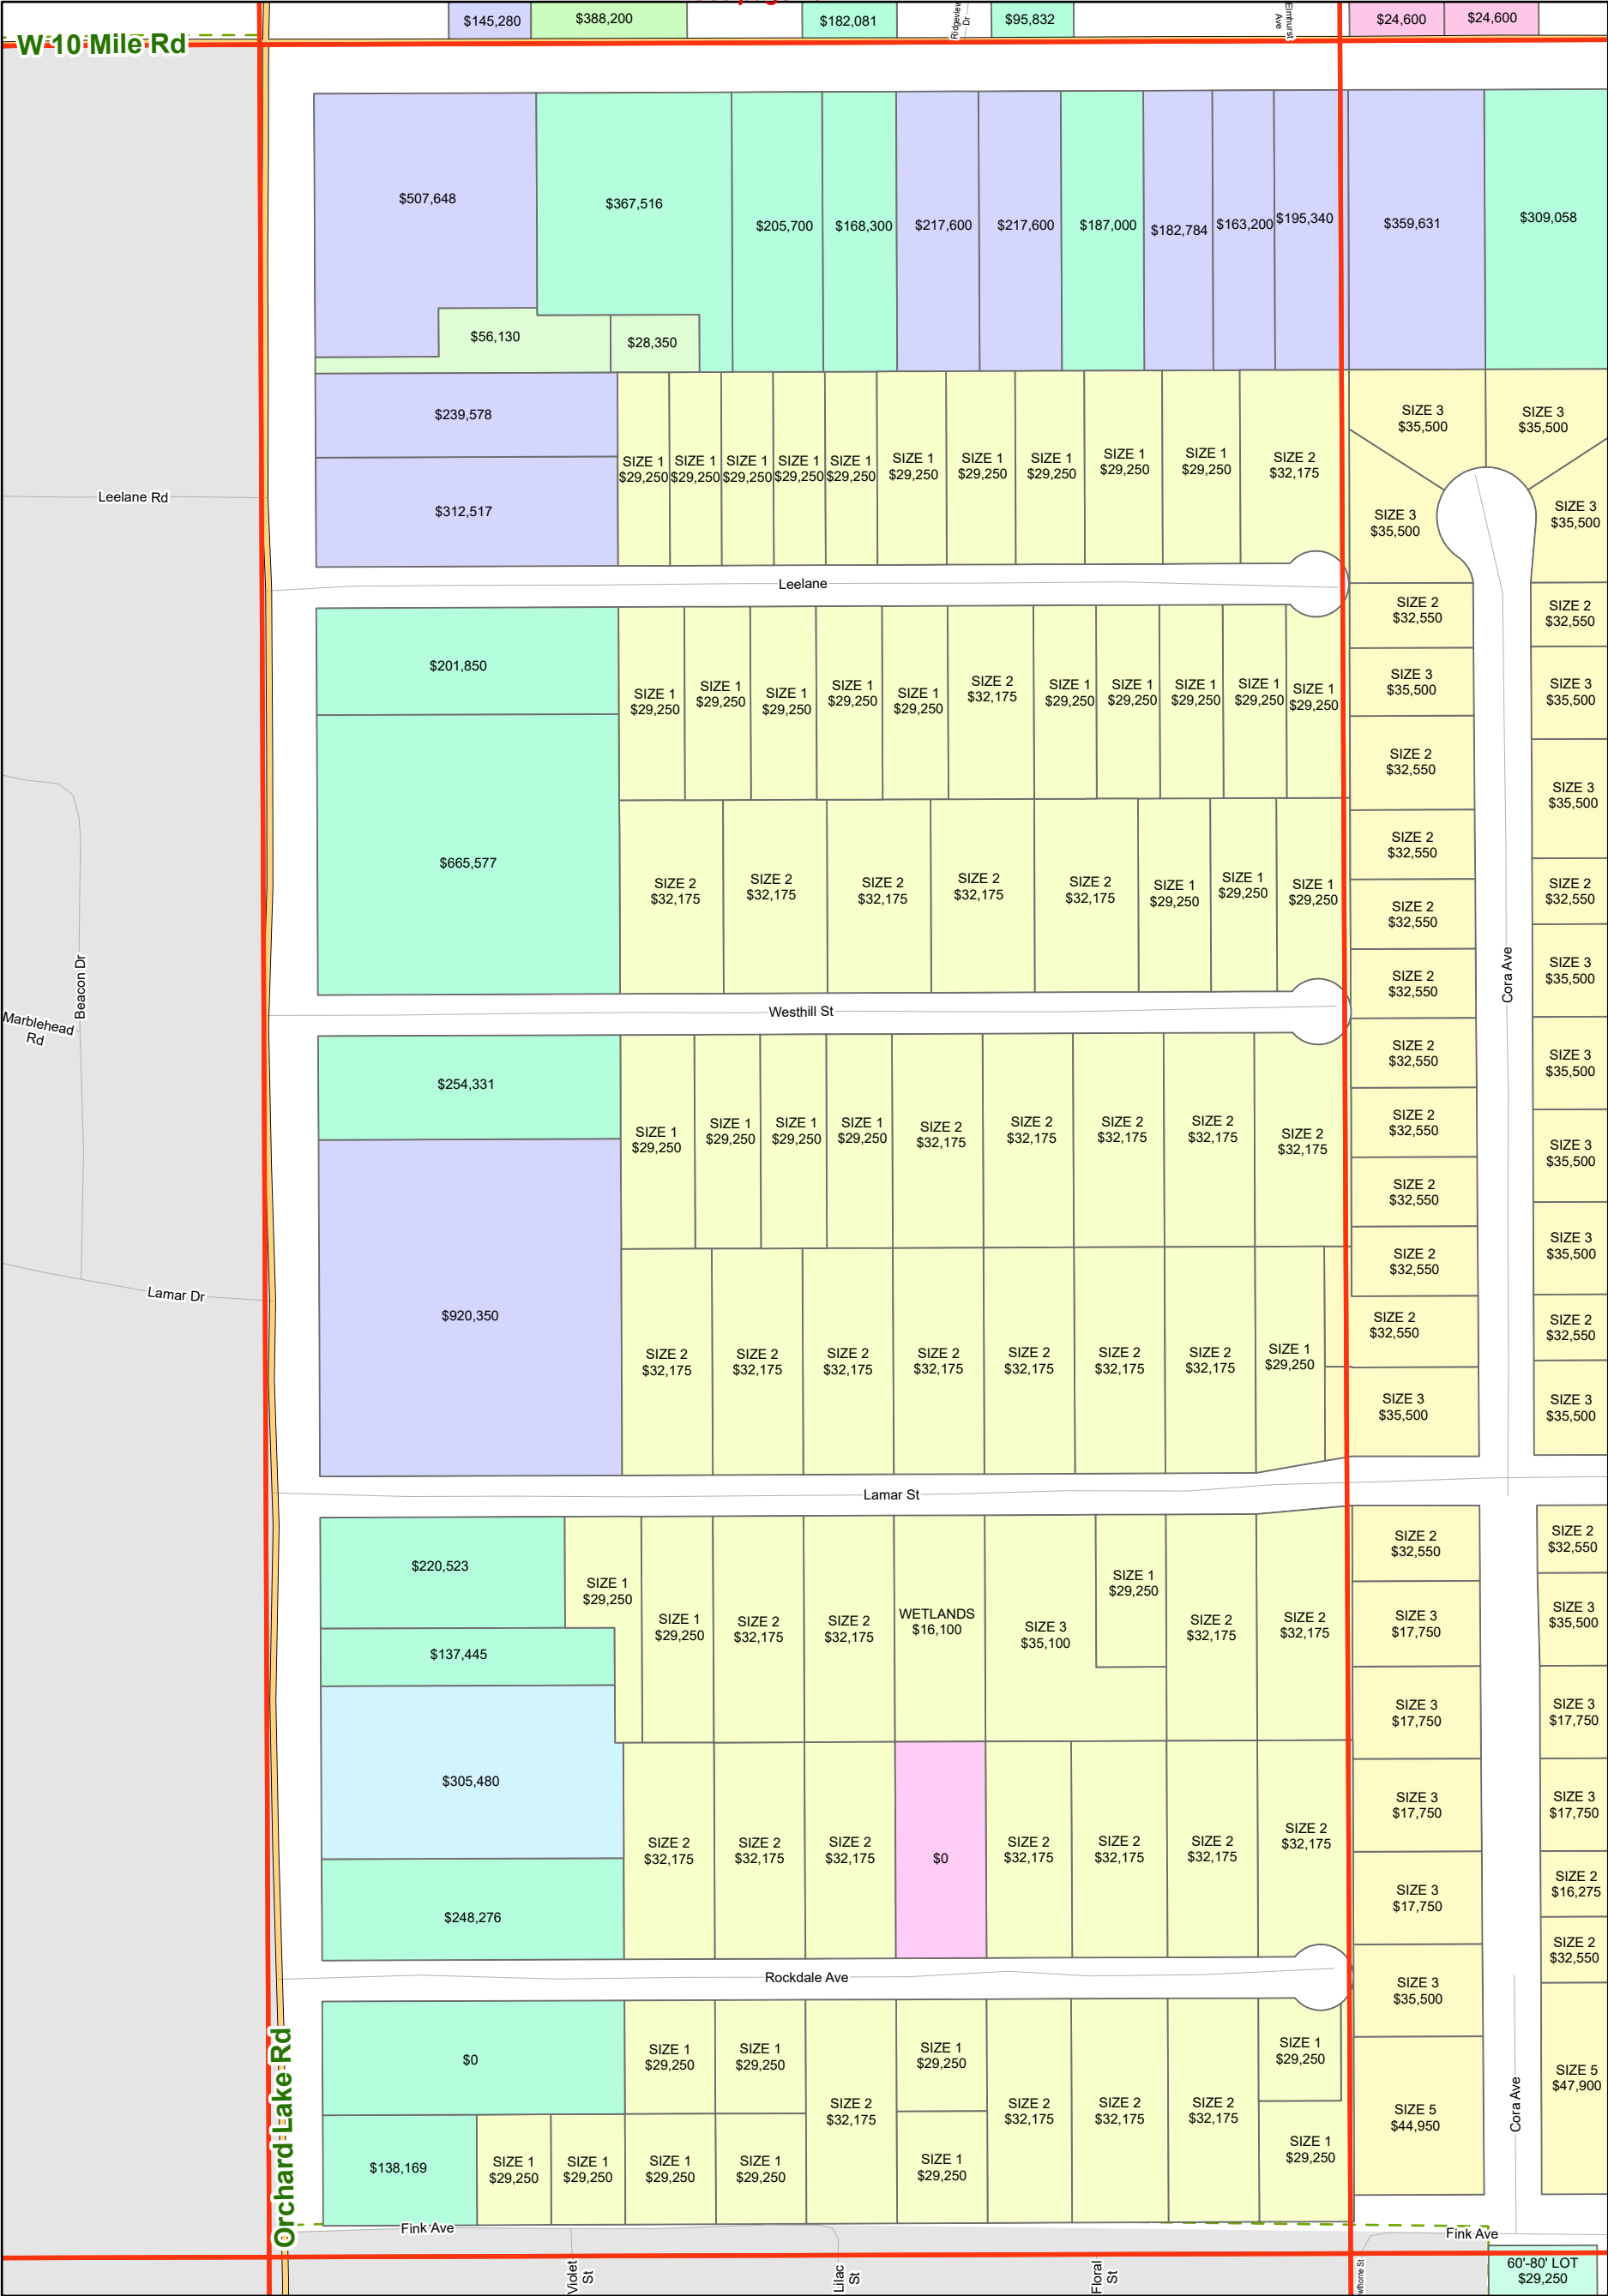 $145,280
$388,200
$182,081
Ridgeview
Dr
$95,832
Elmhurst
Ave
$24,600
$24,600
W 10 Mile Rd
$507,648
$367,516
$205,700
$168,300
$217,600
$217,600
$187,000
$182,784
$163,200
$195,340
$359,631
$309,058
$56,130
$28,350
$239,578
$312,517
SIZE 1
$29,250
SIZE 1
$29,250
SIZE 1
$29,250
SIZE 1
$29,250
SIZE 1
$29,250
SIZE 1
$29,250
SIZE 1
$29,250
SIZE 1
$29,250
SIZE 1
$29,250
SIZE 1
$29,250
SIZE 2
$32,175
SIZE 3
$35,500
SIZE 3
$35,500
SIZE 3
$35,500
SIZE 3
$35,500
Leelane Rd
Leelane
$201,850
$665,577
SIZE 1
$29,250
SIZE 1
$29,250
SIZE 1
$29,250
SIZE 1
$29,250
SIZE 1
$29,250
SIZE 2
$32,175
SIZE 1
$29,250
SIZE 1
$29,250
SIZE 1
$29,250
SIZE 1
$29,250
SIZE 1
$29,250
SIZE 2
$32,175
SIZE 2
$32,175
SIZE 2
$32,175
SIZE 2
$32,175
SIZE 2
$32,175
SIZE 1
$29,250
SIZE 1
$29,250
SIZE 1
$29,250
SIZE 2
$32,550
SIZE 3
$35,500
SIZE 2
$32,550
SIZE 2
$32,550
SIZE 2
$32,550
SIZE 2
$32,550
SIZE 2
$32,550
SIZE 2
$32,550
SIZE 2
$32,550
SIZE 2
$32,550
SIZE 2
$32,550
SIZE 3
$35,500
Cora Ave
SIZE 2
$32,550
SIZE 3
$35,500
SIZE 3
$35,500
SIZE 2
$32,550
SIZE 3
$35,500
SIZE 3
$35,500
SIZE 3
$35,500
SIZE 3
$35,500
SIZE 2
$32,550
SIZE 3
$35,500
Beacon Dr
Marblehead
Rd
Westhill St
$254,331
$920,350
SIZE 1
$29,250
SIZE 1
$29,250
SIZE 1
$29,250
SIZE 1
$29,250
SIZE 2
$32,175
SIZE 2
$32,175
SIZE 2
$32,175
SIZE 2
$32,175
SIZE 2
$32,175
Lamar Dr
SIZE 2
$32,175
SIZE 2
$32,175
SIZE 2
$32,175
SIZE 2
$32,175
SIZE 2
$32,175
SIZE 2
$32,175
SIZE 2
$32,175
SIZE 1
$29,250
Lamar St
$220,523
$137,445
$305,480
$248,276
SIZE 1
$29,250
SIZE 1
$29,250
SIZE 2
$32,175
SIZE 2
$32,175
WETLANDS
$16,100
SIZE 3
$35,100
SIZE 1
$29,250
SIZE 2
$32,175
SIZE 2
$32,175
SIZE 2
$32,175
SIZE 2
$32,175
SIZE 2
$32,175
$0
SIZE 2
$32,175
SIZE 2
$32,175
SIZE 2
$32,175
SIZE 2
$32,175
SIZE 2
$32,550
SIZE 3
$17,750
SIZE 3
$17,750
SIZE 3
$17,750
SIZE 3
$17,750
SIZE 3
$35,500
SIZE 5
$44,950
SIZE 2
$32,550
SIZE 3
$35,500
SIZE 3
$17,750
SIZE 3
$17,750
SIZE 2
$16,275
SIZE 2
$32,550
SIZE 5
$47,900
Cora Ave
Rockdale Ave
Orchard Lake Rd
$0
$138,169
SIZE 1
$29,250
SIZE 1
$29,250
SIZE 2
$32,175
SIZE 1
$29,250
SIZE 2
$32,175
SIZE 2
$32,175
SIZE 2
$32,175
SIZE 1
$29,250
SIZE 1
$29,250
SIZE 1
$29,250
SIZE 1
$29,250
SIZE 1
$29,250
SIZE 1
$29,250
SIZE 1
$29,250
Fink Ave
Fink Ave
Violet
St
Lilac
St
Floral
St
60'-80' LOT
$29,250